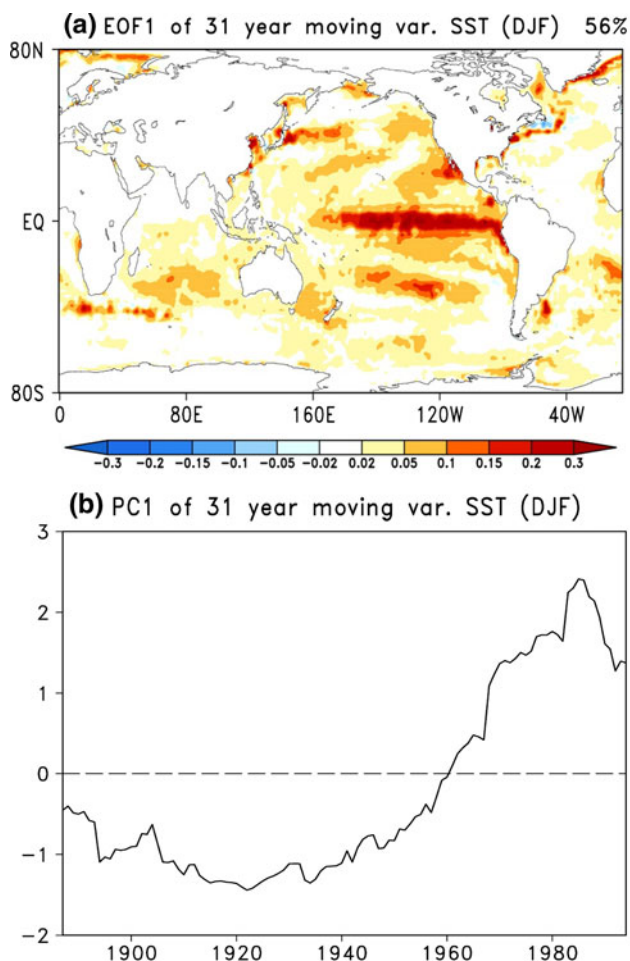 (a) EOF1 of 31 year moving var. SST (DJF) 56%
80N
EQ
80S
0 80E 160E 120W 40W
-0.3 -0.2 -0.15 -0.1 -0.05 -0.02 0.02 0.05 0.1 0.15 0.2 0.3
(b) PC1 of 31 year moving var. SST (DJF)
3
2
1
0
-1
-2
1900 1920 1940 1960 1980